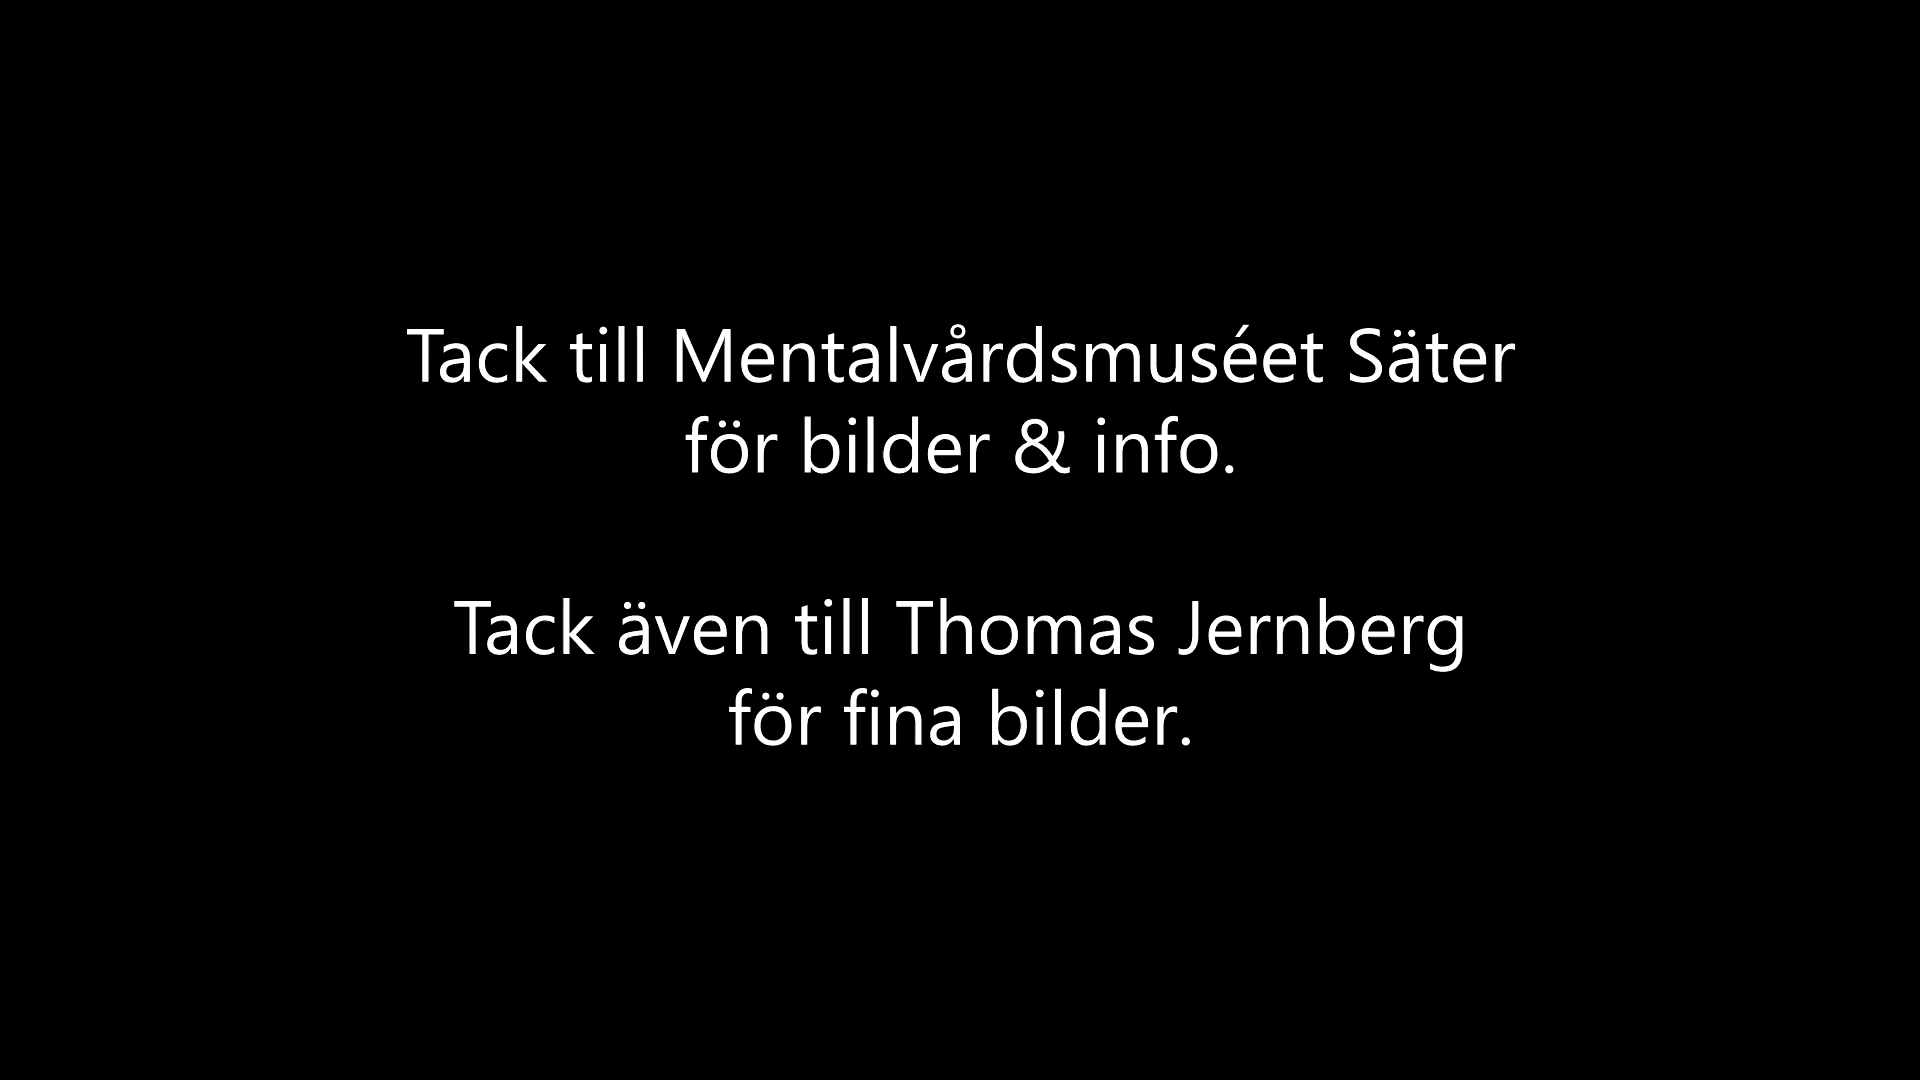 Tack till Mentalvårdsmuséet Säter
för bilder & info.
Tack även till Thomas Jernberg
för fina bilder.